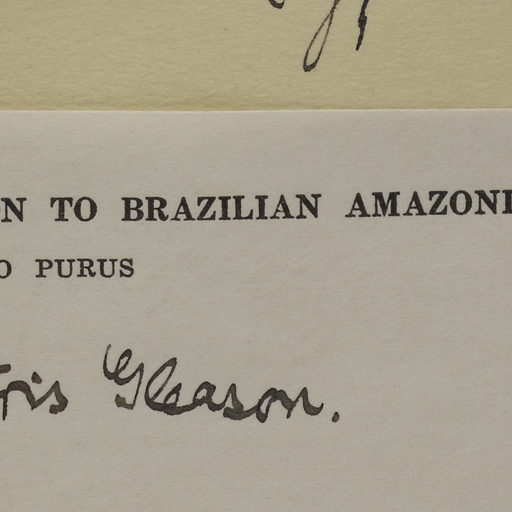 N TO BRAZILIAN AMAZONI
O PURUS
ris Gleason.